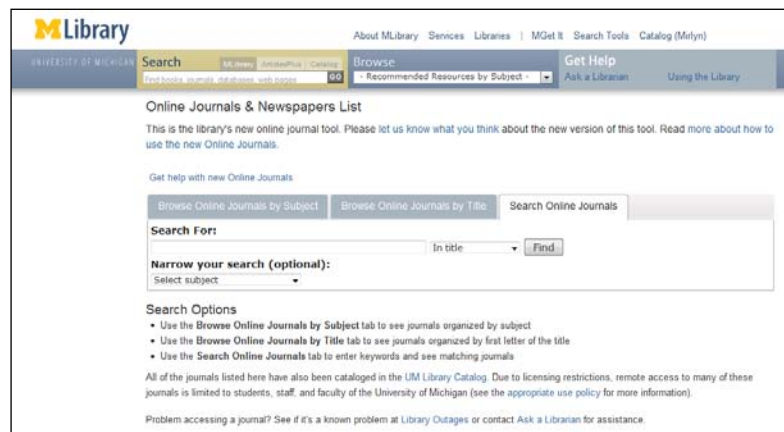 MLibrary
About MLibrary Services Libraries | MGet It Search Tools Catalog (Mirlyn)
UNIVERSITY OF MICHIGAN Search MLibrary ArticlesPlus Catalog Browse Get Help
Find books, journals, databases, web pages GO - Recommended Resources by Subject - Ask a Librarian Using the Library
Online Journals & Newspapers List
This is the library's new online journal tool. Please let us know what you think about the new version of this tool. Read more about how to
use the new Online Journals.
Get help with new Online Journals
Browse Online Journals by Subject Browse Online Journals by Title Search Online Journals
Search For:
In title Find
Narrow your search (optional):
Select subject
Search Options
• Use the Browse Online Journals by Subject tab to see journals organized by subject
• Use the Browse Online Journals by Title tab to see journals organized by first letter of the title
• Use the Search Online Journals tab to enter keywords and see matching journals
All of the journals listed here have also been cataloged in the UM Library Catalog. Due to licensing restrictions, remote access to many of these
journals is limited to students, staff, and faculty of the University of Michigan (see the appropriate use policy for more information).
Problem accessing a journal? See if it's a known problem at Library Outages or contact Ask a Librarian for assistance.